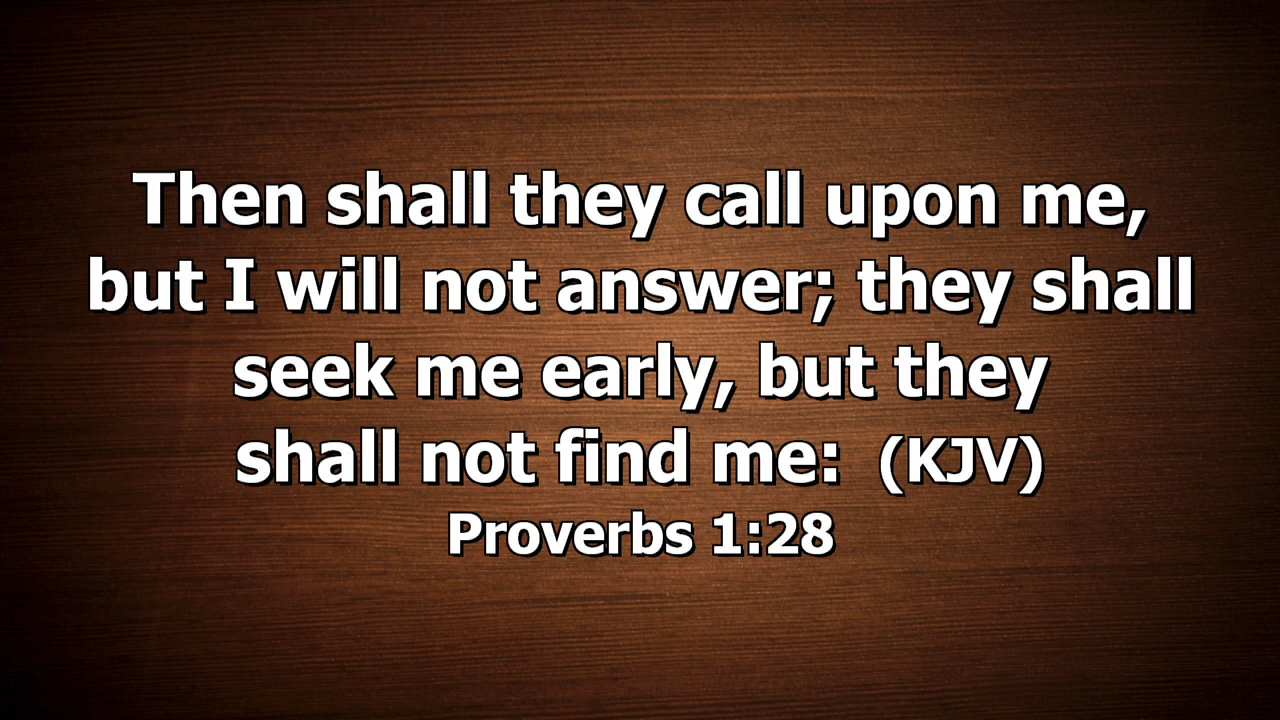 Then shall they call upon me,
but I will not answer; they shall
seek me early, but they
shall not find me: (KJV)
Proverbs 1:28